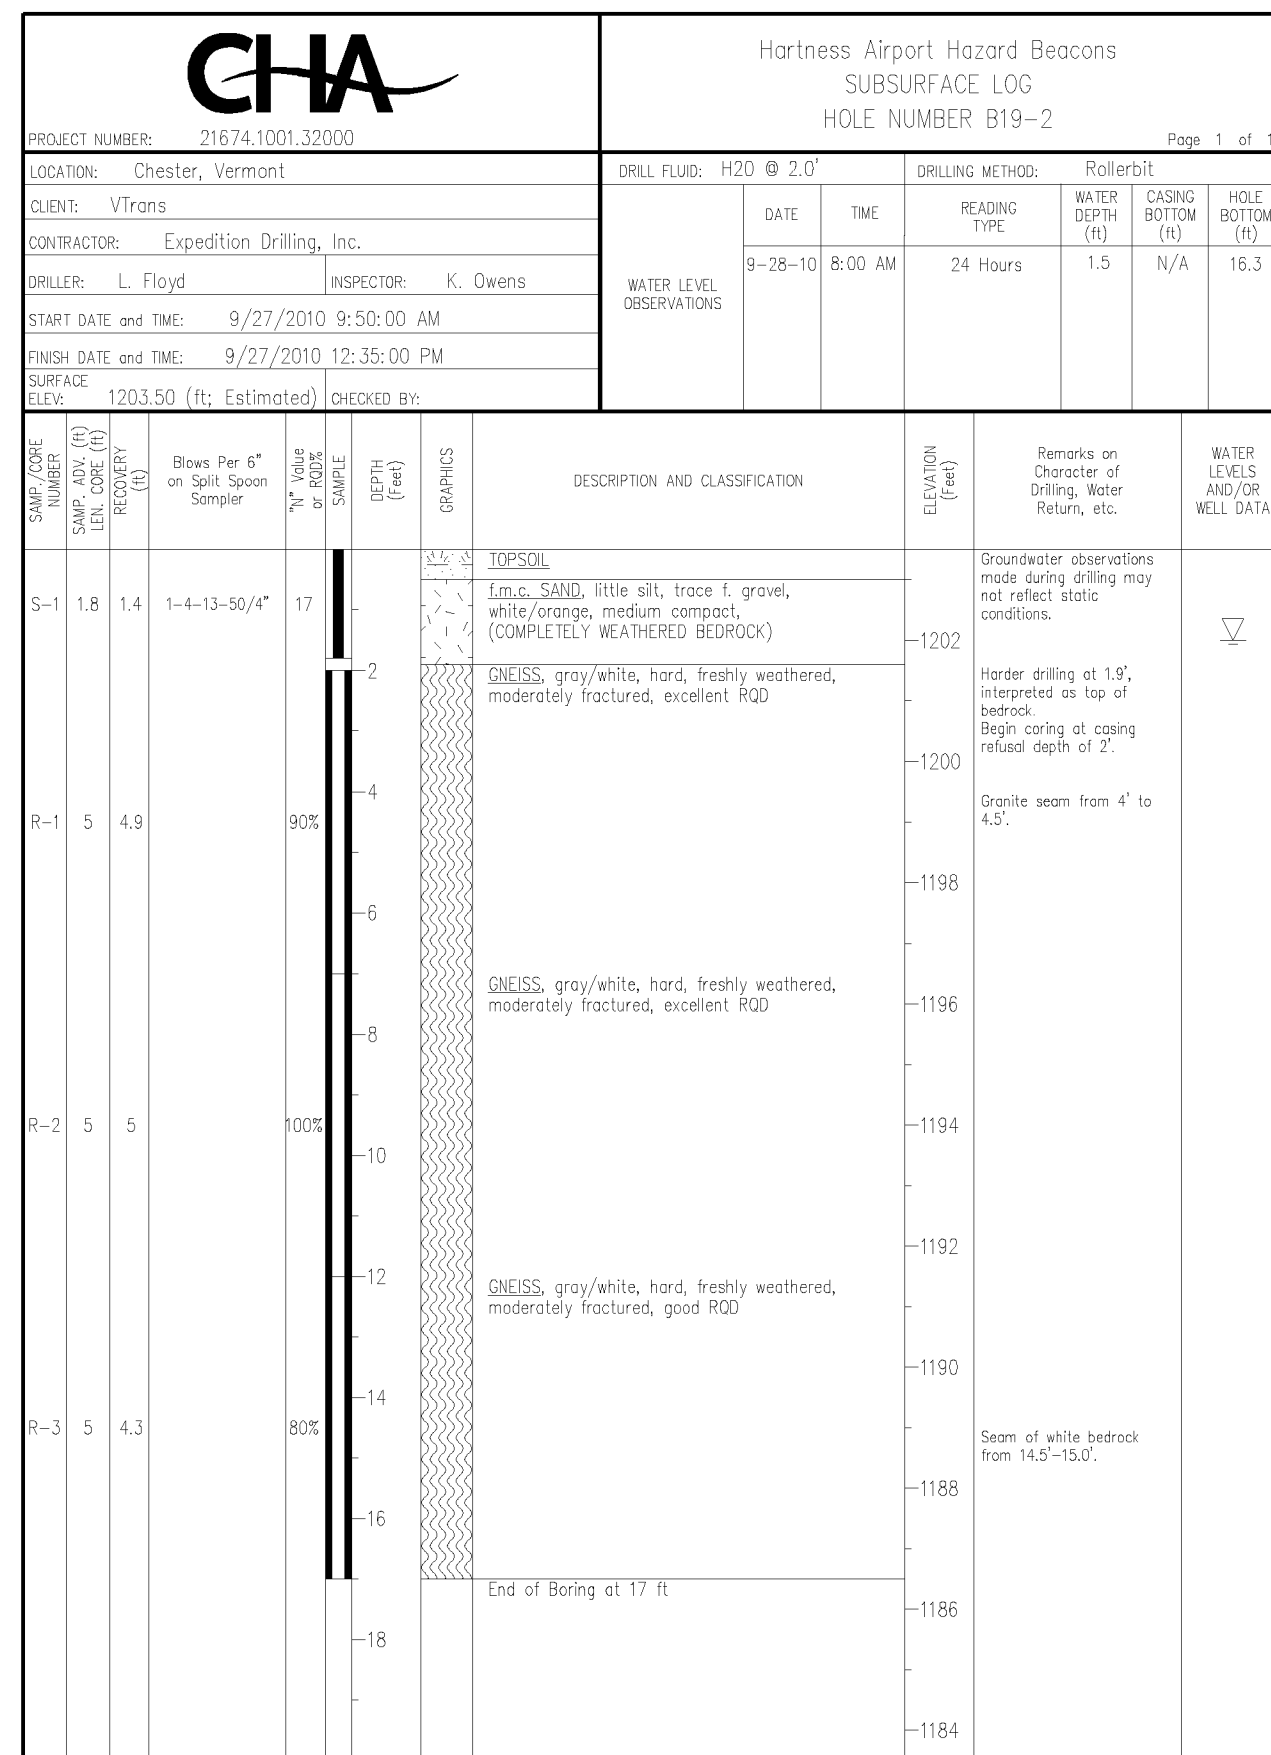 CHA
PROJECT NUMBER: 21674.1001.32000
Hartness Airport Hazard Beacons
SUBSURFACE LOG
HOLE NUMBER B19-2
Page 1 of 1
LOCATION: Chester, Vermont
CLIENT: VTrans
CONTRACTOR: Expedition Drilling, Inc.
DRILLER: L. Floyd
INSPECTOR: K. Owens
START DATE and TIME: 9/27/2010 9:50:00 AM
FINISH DATE and TIME: 9/27/2010 12:35:00 PM
SURFACE
ELEV: 1203.50 (ft; Estimated)
CHECKED BY:
DRILL FLUID: H20 @ 2.0'
DRILLING METHOD: Rollerbit
WATER LEVEL
OBSERVATIONS
DATE
TIME
READING
TYPE
WATER
DEPTH
(ft)
CASING
BOTTOM
(ft)
HOLE
BOTTOM
(ft)
9-28-10 8:00 AM 24 Hours 1.5 N/A 16.3
SAMP./CORE
NUMBER
SAMP. ADV. (ft)
LEN. CORE (ft)
RECOVERY
(ft)
Blows Per 6"
on Split Spoon
Sampler
"N" Value
or RQD%
SAMPLE
DEPTH
(Feet)
GRAPHICS
DESCRIPTION AND CLASSIFICATION
ELEVATION
(Feet)
Remarks on
Character of
Drilling, Water
Return, etc.
WATER
LEVELS
AND/OR
WELL DATA
TOPSOIL
Groundwater observations
made during drilling may
not reflect static
conditions.
S-1 1.8 1.4 1-4-13-50/4" 17
f.m.c. SAND, little silt, trace f. gravel,
white/orange, medium compact,
(COMPLETELY WEATHERED BEDROCK)
1202
2
GNEISS, gray/white, hard, freshly weathered,
moderately fractured, excellent RQD
Harder drilling at 1.9',
interpreted as top of
bedrock.
Begin coring at casing
refusal depth of 2'.
1200
4
Granite seam from 4' to
4.5'.
R-1 5 4.9 90%
1198
6
GNEISS, gray/white, hard, freshly weathered,
moderately fractured, excellent RQD
1196
8
R-2 5 5 100%
1194
10
1192
12
GNEISS, gray/white, hard, freshly weathered,
moderately fractured, good RQD
1190
14
R-3 5 4.3 80%
Seam of white bedrock
from 14.5'-15.0'.
1188
16
End of Boring at 17 ft
1186
18
1184